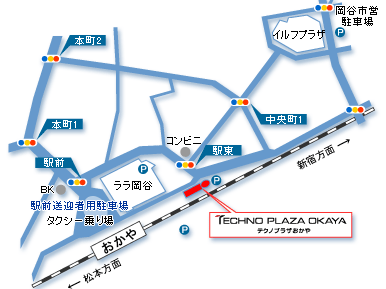 岡谷市営
駐車場
イルフプラザ
本町2
本町1
中央町1
コンビニ
駅東
駅前
新宿方面
P
P
P
P
BK
ララ岡谷
駅前送迎者用駐車場
タクシー乗り場
TECHNO PLAZA OKAYA
テクノプラザおかや
おかや
松本方面